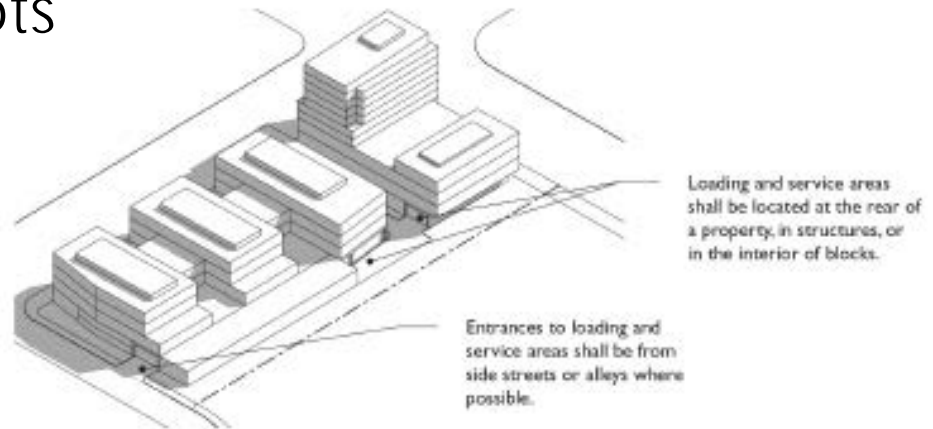 ots
Loading and service areas
shall be located at the rear of
a property, in structures, or
in the interior of blocks.
Entrances to loading and
service areas shall be from
side streets or alleys where
possible.